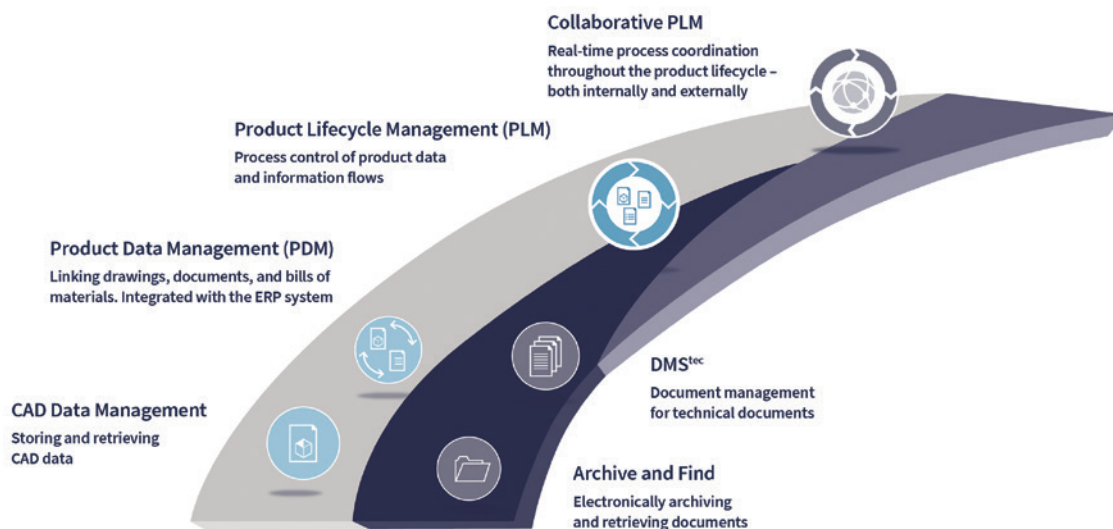 Collaborative PLM
Real-time process coordination
throughout the product lifecycle –
both internally and externally
Product Lifecycle Management (PLM)
Process control of product data
and information flows
Product Data Management (PDM)
Linking drawings, documents, and bills of
materials. Integrated with the ERP system
CAD Data Management
Storing and retrieving
CAD data
DMStec
Document management
for technical documents
Archive and Find
Electronically archiving
and retrieving documents